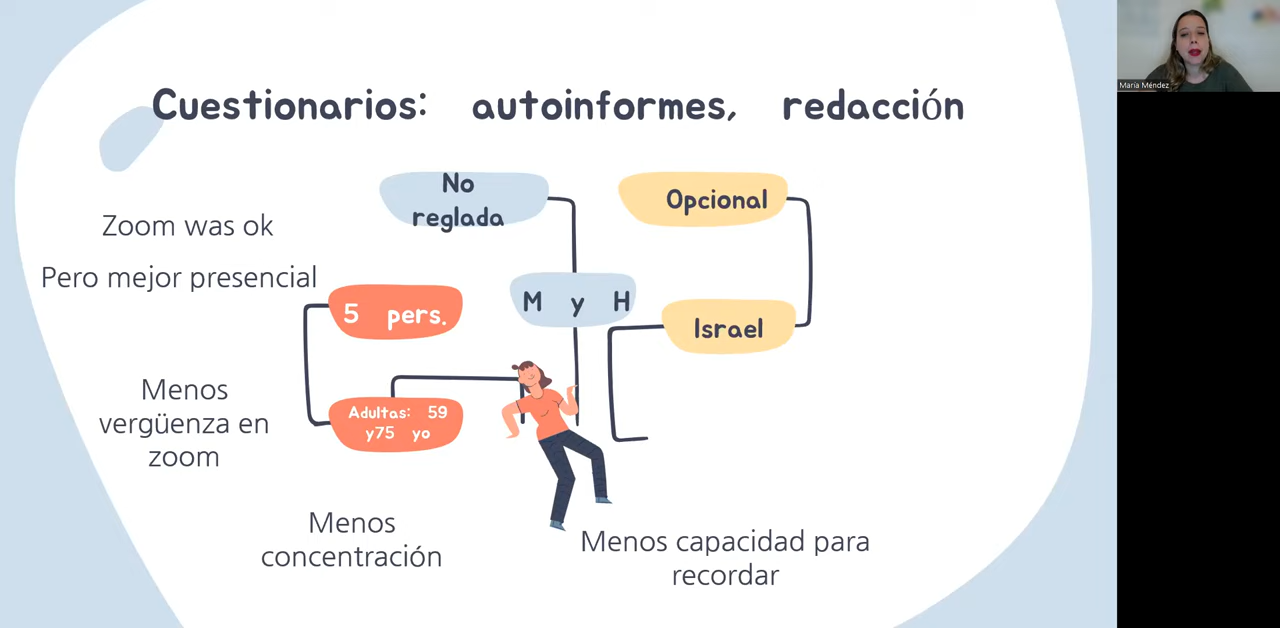 Cuestionarios: autoinformes, redacción
No
reglada
Opcional
Zoom was ok
Pero mejor presencial
5 pers.
M y H
Israel
Menos
vergüenza en
zoom
Adultas: 59
y75 yo
Menos
concentración
Menos capacidad para
recordar
María Méndez